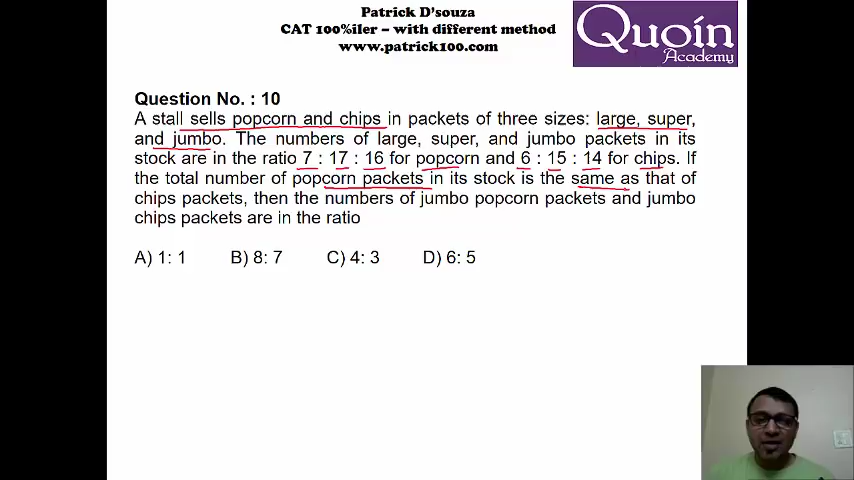 Patrick D'souza
CAT 100%iler – with different method
www.patrick100.com
Quoin
Academy
Question No. : 10
A stall sells popcorn and chips in packets of three sizes: large, super,
and jumbo. The numbers of large, super, and jumbo packets in its
stock are in the ratio 7 : 17 : 16 for popcorn and 6 : 15 : 14 for chips. If
the total number of popcorn packets in its stock is the same as that of
chips packets, then the numbers of jumbo popcorn packets and jumbo
chips packets are in the ratio
A) 1: 1 B) 8: 7 C) 4: 3 D) 6: 5